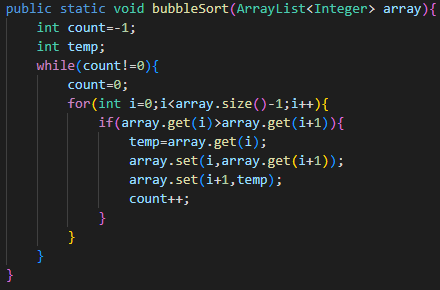 public static void bubbleSort(ArrayList<Integer> array){
    int count=-1;
    int temp;
    while(count!=0){
        count=0;
        for(int i=0;i<array.size()-1;i++){
            if(array.get(i)>array.get(i+1)){
                temp=array.get(i);
                array.set(i,array.get(i+1));
                array.set(i+1,temp);
                count++;
            }
        }
    }
}